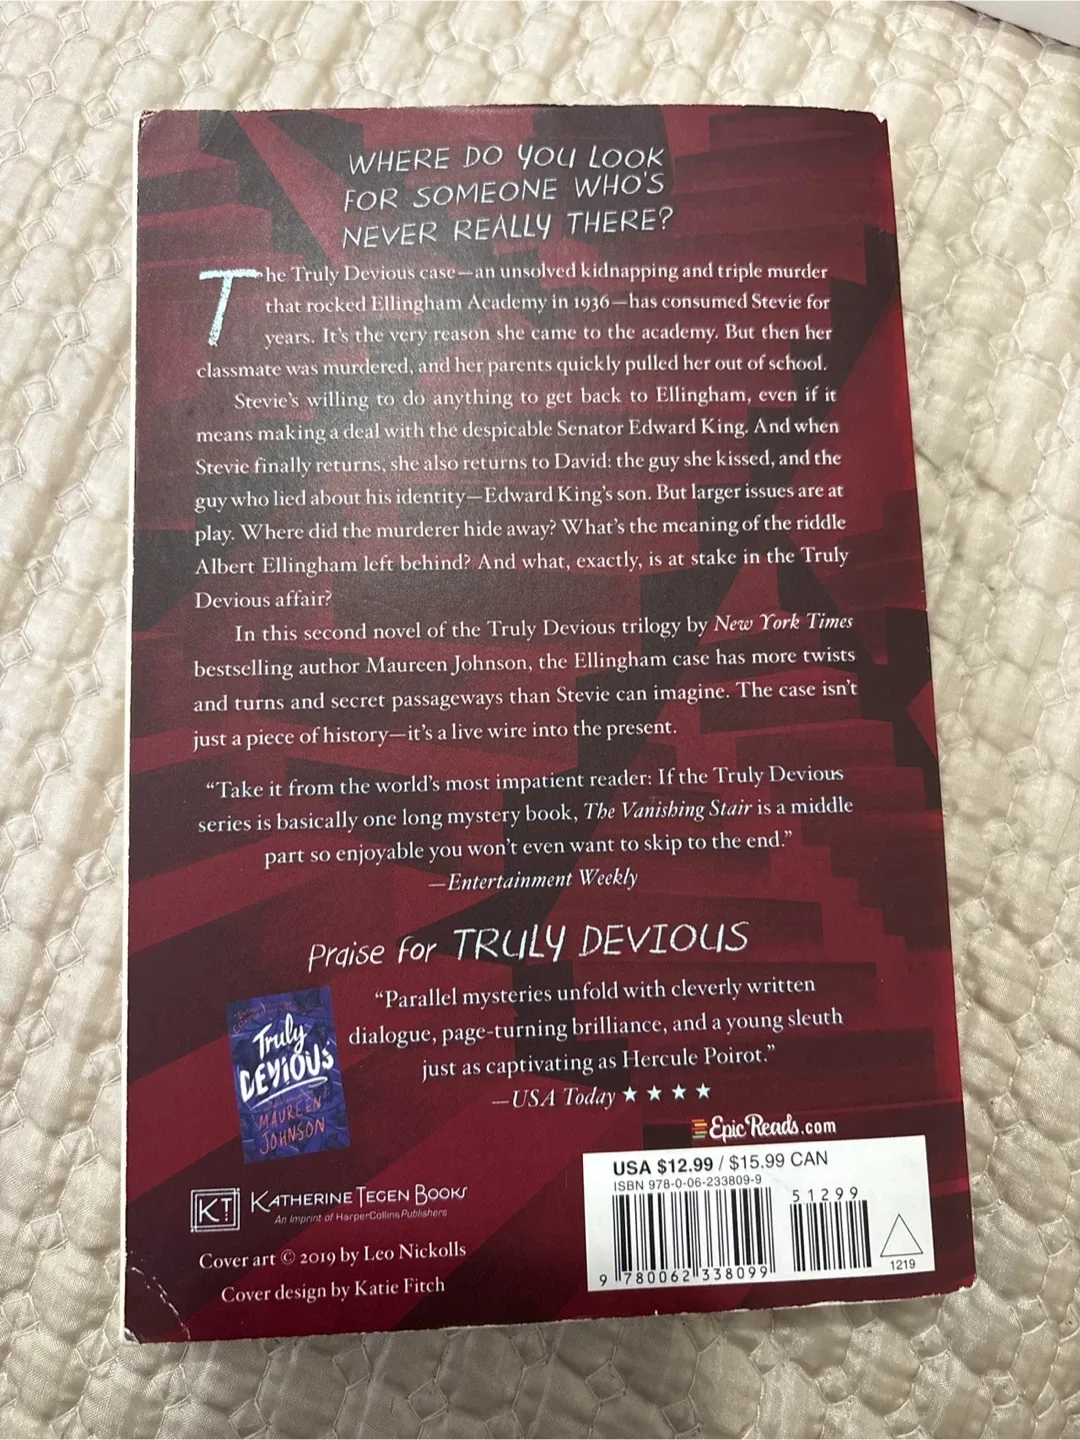 WHERE DO YOU LOOK
FOR SOMEONE WHO'S
NEVER REALLY THERE?
The Truly Devious case—an unsolved kidnapping and triple murder
that rocked Ellingham Academy in 1936—has consumed Stevie for
years. It's the very reason she came to the academy. But then her
classmate was murdered, and her parents quickly pulled her out of school.
Stevie's willing to do anything to get back to Ellingham, even if it
means making a deal with the despicable Senator Edward King. And when
Stevie finally returns, she also returns to David: the guy she kissed, and the
guy who lied about his identity—Edward King's son. But larger issues are at
play. Where did the murderer hide away? What's the meaning of the riddle
Albert Ellingham left behind? And what, exactly, is at stake in the Truly
Devious affair?
In this second novel of the Truly Devious trilogy by New York Times
bestselling author Maureen Johnson, the Ellingham case has more twists
and turns and secret passageways than Stevie can imagine. The case isn't
just a piece of history—it's a live wire into the present.
“Take it from the world's most impatient reader: If the Truly Devious
series is basically one long mystery book, The Vanishing Stair is a middle
part so enjoyable you won't even want to skip to the end.”
—Entertainment Weekly
Praise for TRULY DEVIOUS
“Parallel mysteries unfold with cleverly written
dialogue, page-turning brilliance, and a young sleuth
just as captivating as Hercule Poirot.”
—USA Today ★ ★ ★ ★
Truly
DEVIOUS
MAUREEN
JOHNSON
EpicReads.com
KT
KATHERINE TEGEN BOOKS
An Imprint of HarperCollinsPublishers
Cover art © 2019 by Leo Nickolls
Cover design by Katie Fitch
USA $12.99 / $15.99 CAN
ISBN 978-0-06-233809-9
51299
9 780062 338099
1219